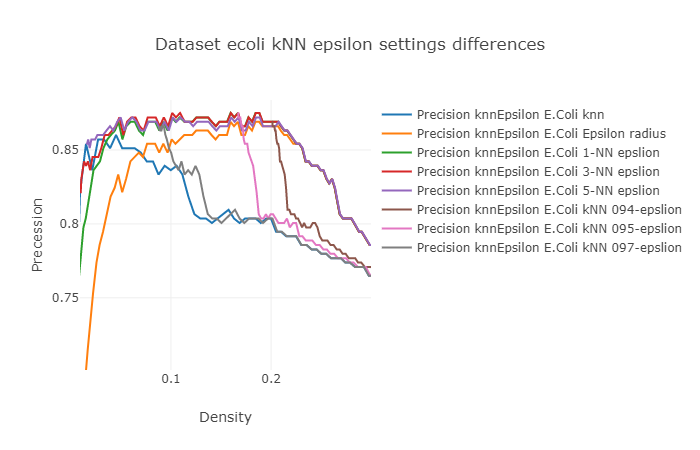 Dataset ecoli kNN epsilon settings differences
Precision knnEpsilon E.Coli knn
Precision knnEpsilon E.Coli Epsilon radius
Precision knnEpsilon E.Coli 1-NN epslion
Precision knnEpsilon E.Coli 3-NN epslion
Precision knnEpsilon E.Coli 5-NN epslion
Precision knnEpsilon E.Coli kNN 094-epslion
Precision knnEpsilon E.Coli kNN 095-epslion
Precision knnEpsilon E.Coli kNN 097-epslion
0.85
0.8
0.75
Precession
0.1
0.2
Density